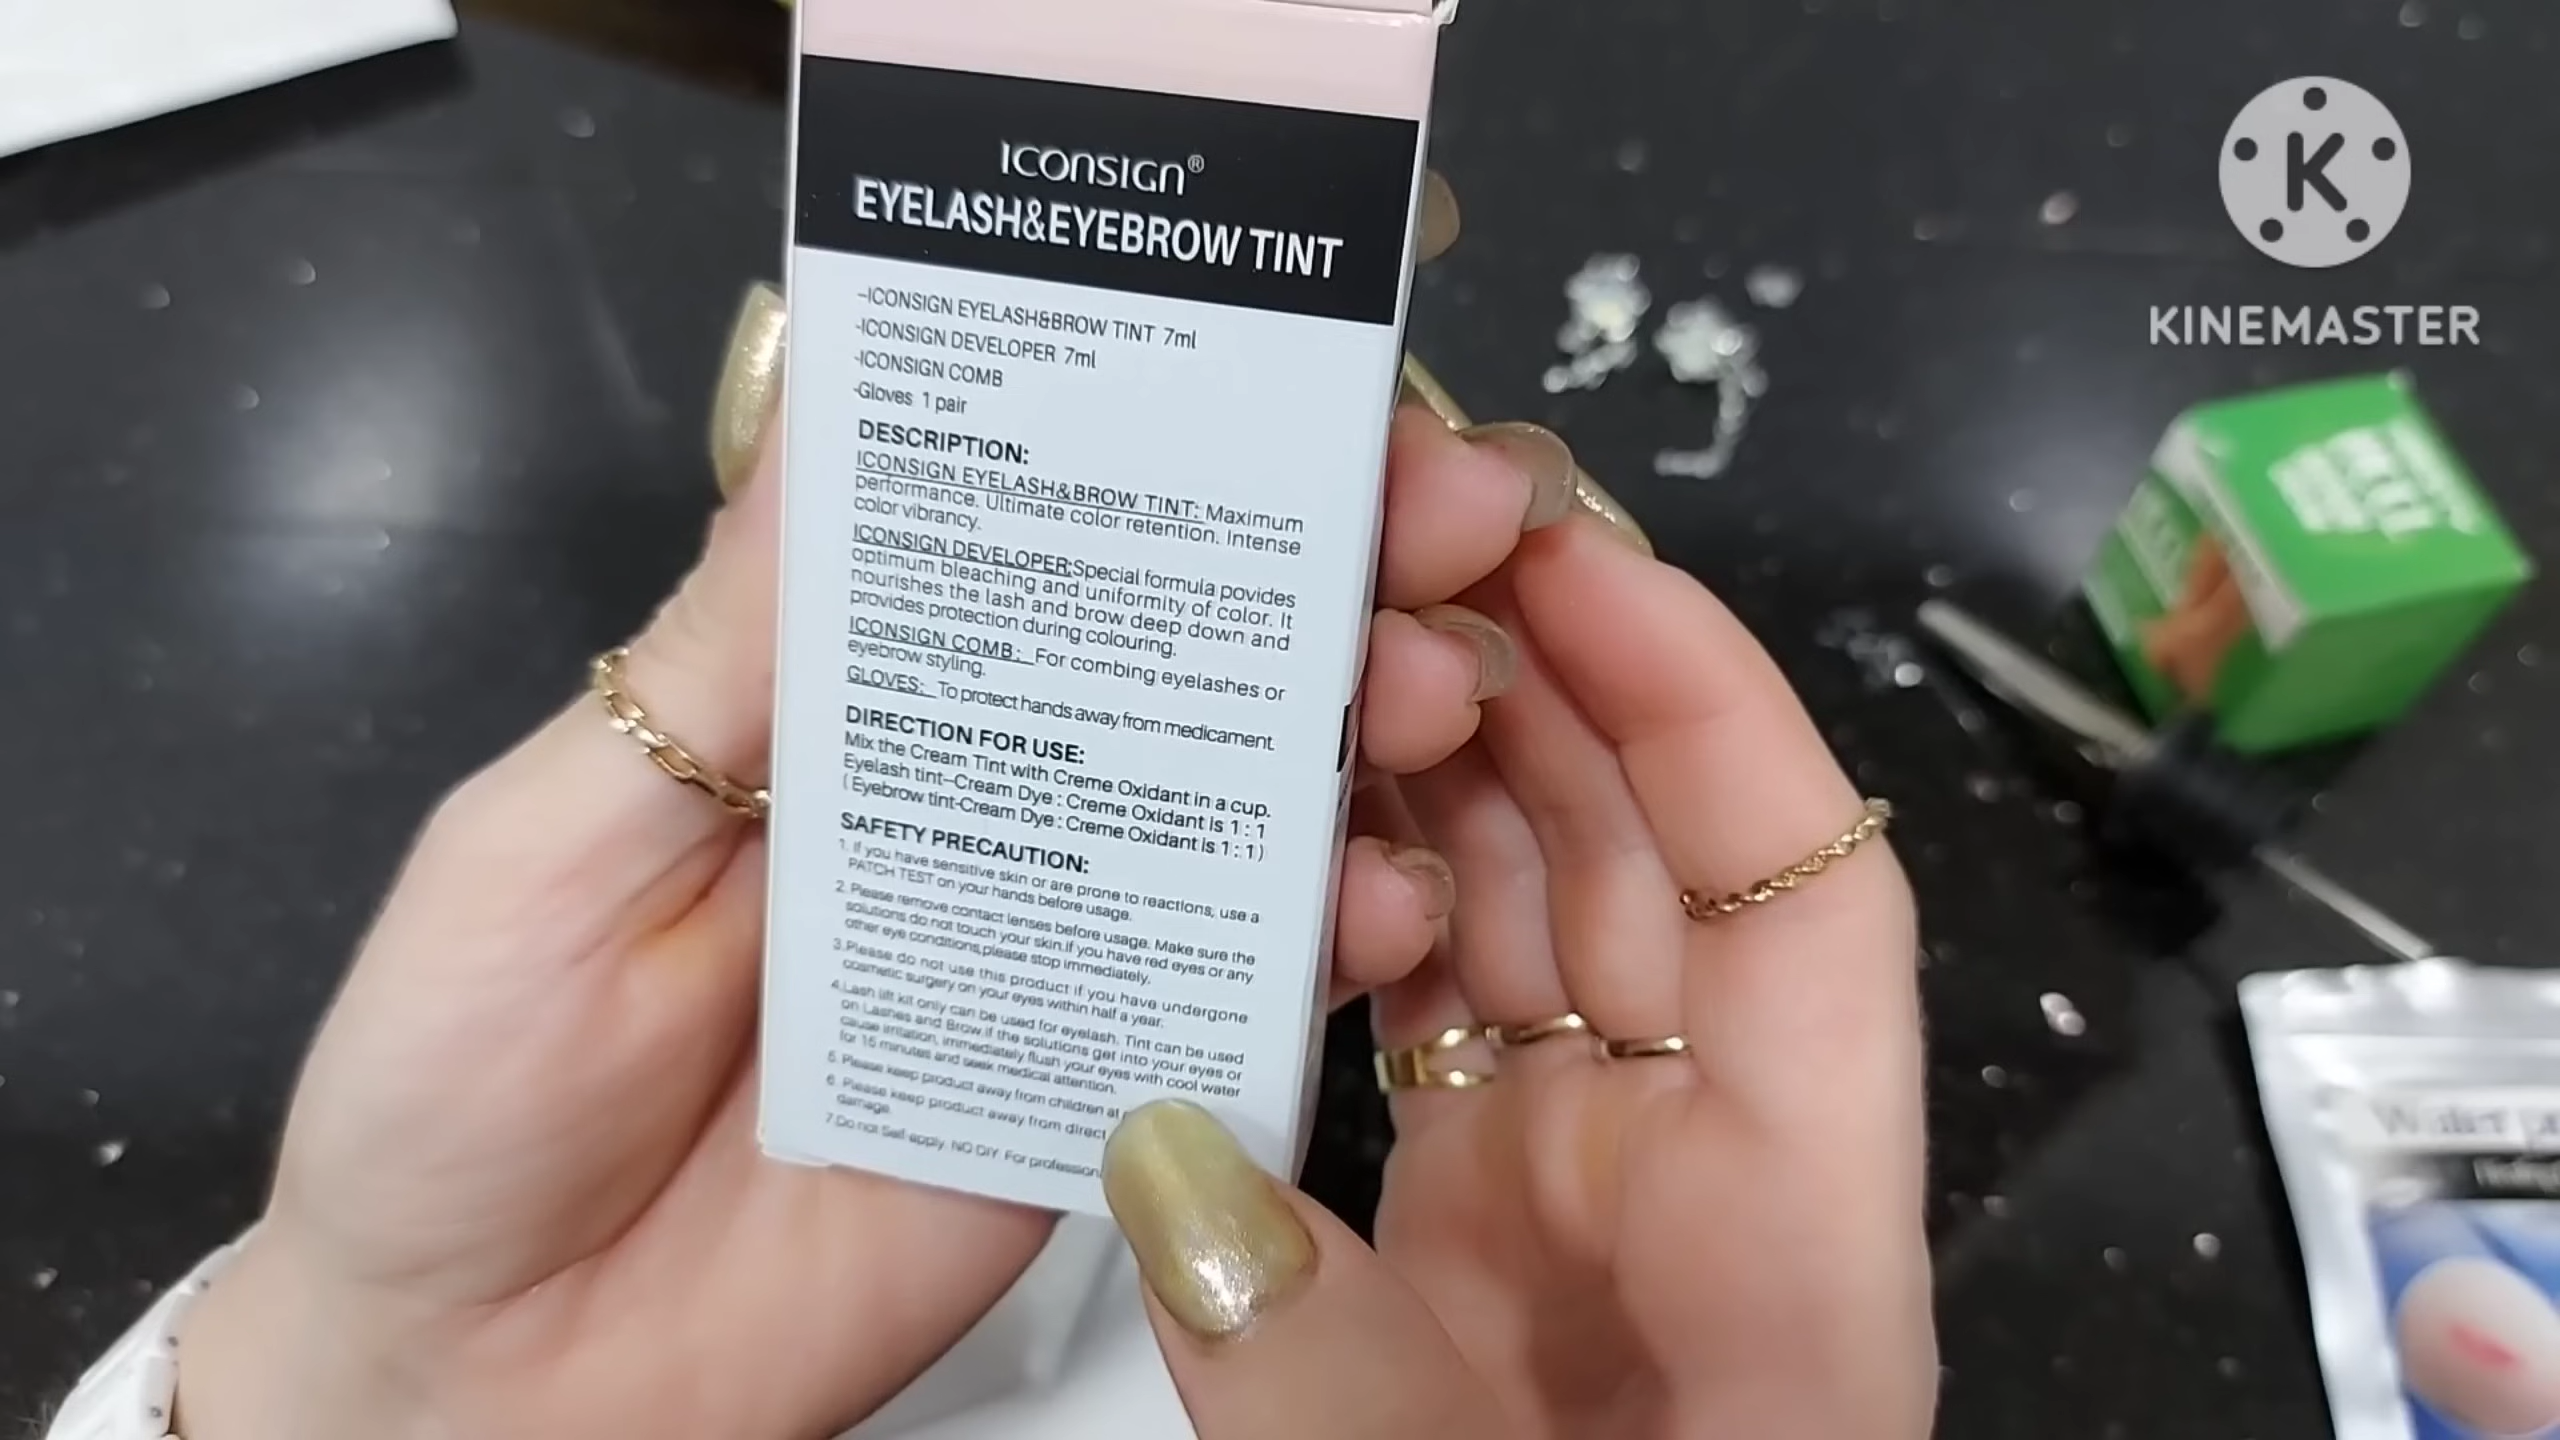 ICONSIGN®
EYELASH&EYEBROW TINT
-ICONSIGN EYELASH&BROW TINT 7ml
-ICONSIGN DEVELOPER 7ml
-ICONSIGN COMB
-Gloves 1 pair
DESCRIPTION:
ICONSIGN EYELASH&BROW TINT: Maximum
performance. Ultimate color retention. Intense
color vibrancy.
ICONSIGN DEVELOPER:Special formula povides
optimum bleaching and uniformity of color. It
nourishes the lash and brow deep down and
provides protection during colouring.
ICONSIGN COMB: For combing eyelashes or
eyebrow styling.
GLOVES: To protect hands away from medicament.
DIRECTION FOR USE:
Mix the Cream Tint with Creme Oxidant in a cup.
Eyelash tint-Cream Dye : Creme Oxidant is 1 : 1
( Eyebrow tint-Cream Dye : Creme Oxidant is 1 : 1 )
SAFETY PRECAUTION:
1. If you have sensitive skin or are prone to reactions, use a
PATCH TEST on your hands before usage.
2. Please remove contact lenses before usage. Make sure the
solutions do not touch your skin.if you have red eyes or any
other eye conditions,please stop immediately.
3.Please do not use this product if you have undergone
cosmetic surgery on your eyes within half a year.
4.Lash lift kit only can be used for eyelash. Tint can be used
on Lashes and Brow.if the solutions get into your eyes or
cause irritation, immediately flush your eyes with cool water
for 15 minutes and seek medical attention.
5. Please keep product away from children at
6. Please keep product away from direct
damage.
7.Do not Self-apply. NO DIY. For
KINEMASTER
Water